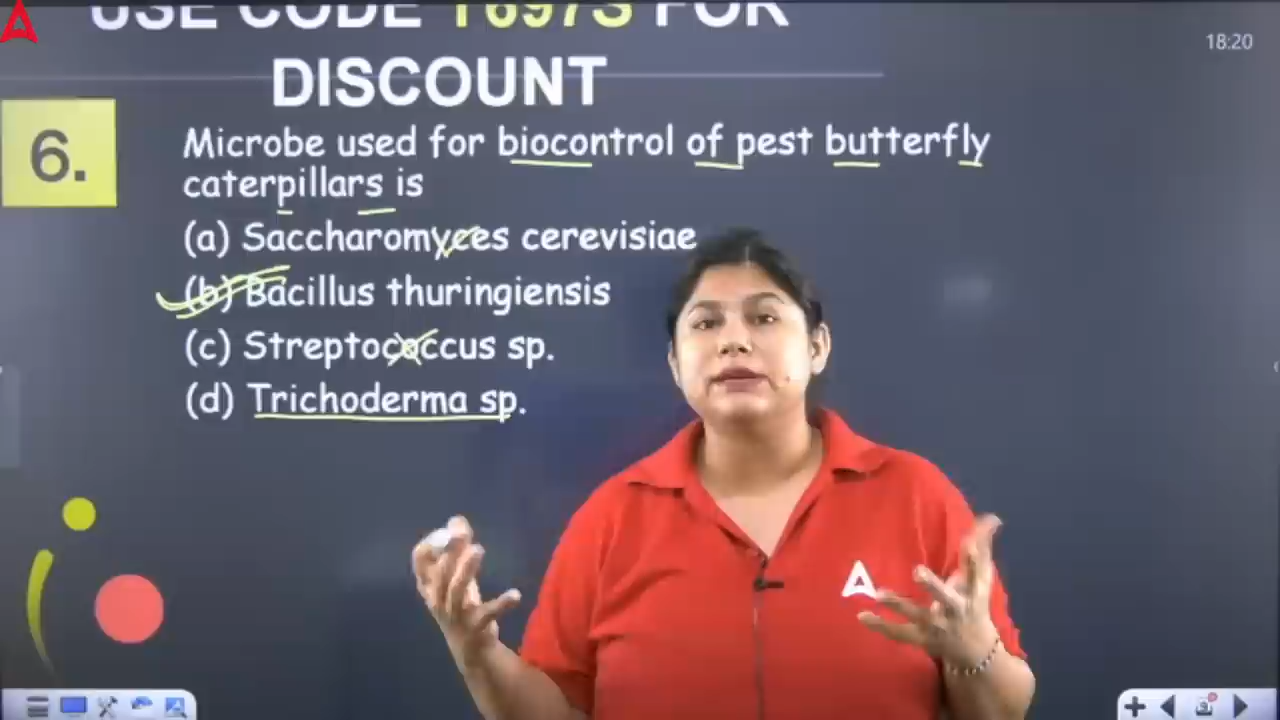 USE CODE T697S FOR
DISCOUNT
18:20
6.
Microbe used for biocontrol of pest butterfly
caterpillars is
(a) Saccharomyces cerevisiae
(b) Bacillus thuringiensis
(c) Streptococcus sp.
(d) Trichoderma sp.